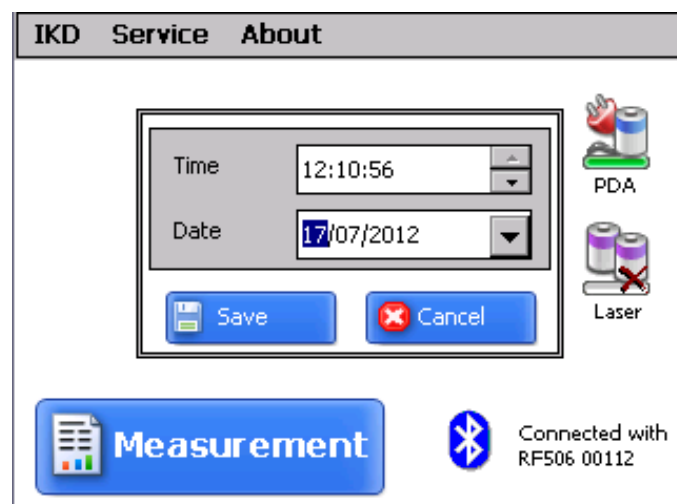 IKD Service About
Time 12:10:56
PDA
Date 17/07/2012
Save Cancel
Laser
Measurement
Connected with
RF506 00112